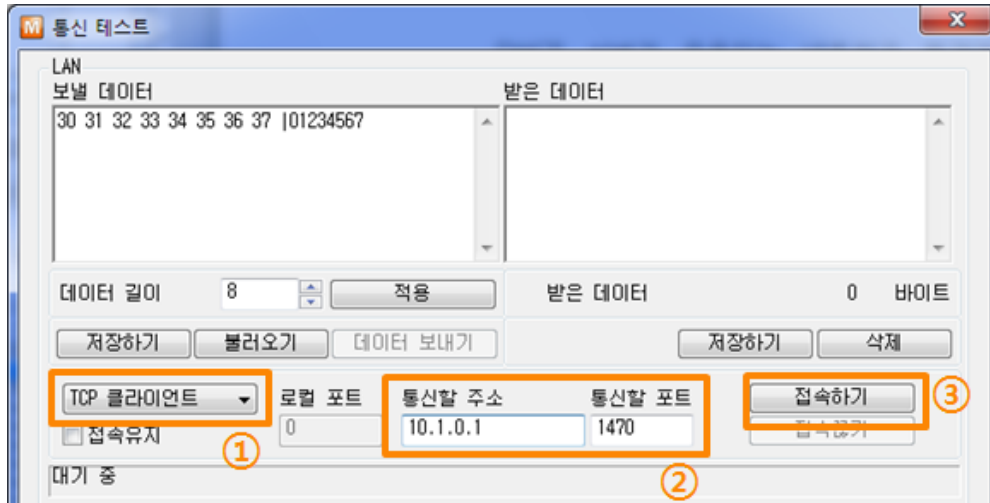 M 통신 테스트
x
LAN
보낼 데이터
받은 데이터
30 31 32 33 34 35 36 37 |01234567
데이터 길이
8
적용
받은 데이터
0
바이트
저장하기
불러오기
데이터 보내기
저장하기
삭제
TCP 클라이언트
로컬 포트
통신할 주소
통신할 포트
접속하기
③
접속유지
①
0
10.1.0.1
1470
접속끊기
대기 중
②